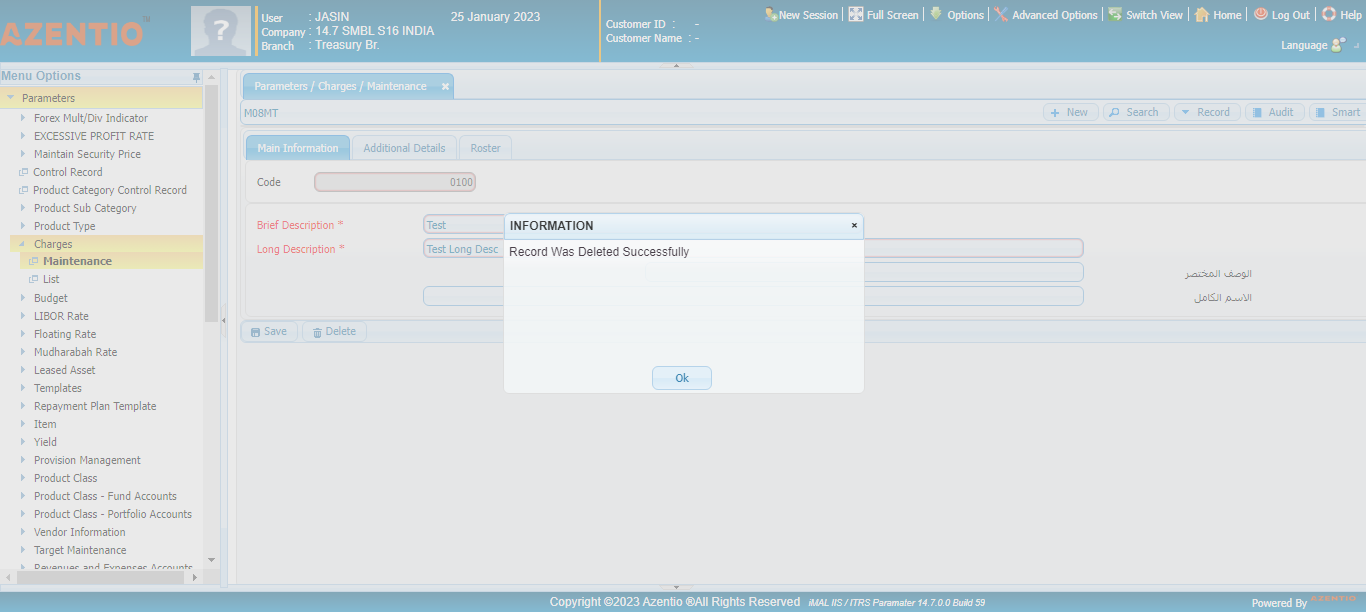 AZENTIO™
?
User : JASIN 25 January 2023
Company : 14.7 SMBL S16 INDIA
Branch : Treasury Br.
Customer ID : -
Customer Name : -
New Session Full Screen Options Advanced Options Switch View Home Log Out Help
Language
Menu Options
Parameters
Forex Mult/Div Indicator
EXCESSIVE PROFIT RATE
Maintain Security Price
Control Record
Product Category Control Record
Product Sub Category
Product Type
Charges
Maintenance
List
Budget
LIBOR Rate
Floating Rate
Mudharabah Rate
Leased Asset
Templates
Repayment Plan Template
Item
Yield
Provision Management
Product Class
Product Class - Fund Accounts
Product Class - Portfolio Accounts
Vendor Information
Target Maintenance
Revenues and Expenses Accounts
Parameters / Charges / Maintenance ×
M08MT
+ New Search Record Audit Smart
Main Information Additional Details Roster
Code 0100
Brief Description * Test
Long Description * Test Long Desc
الوصف المختصر
الاسم الكامل
Save Delete
INFORMATION ×
Record Was Deleted Successfully
Ok
Copyright ©2023 Azentio ®All Rights Reserved iMAL IIS / ITRS Paramater 14.7.0.0 Build 59
Powered By AZENTIO